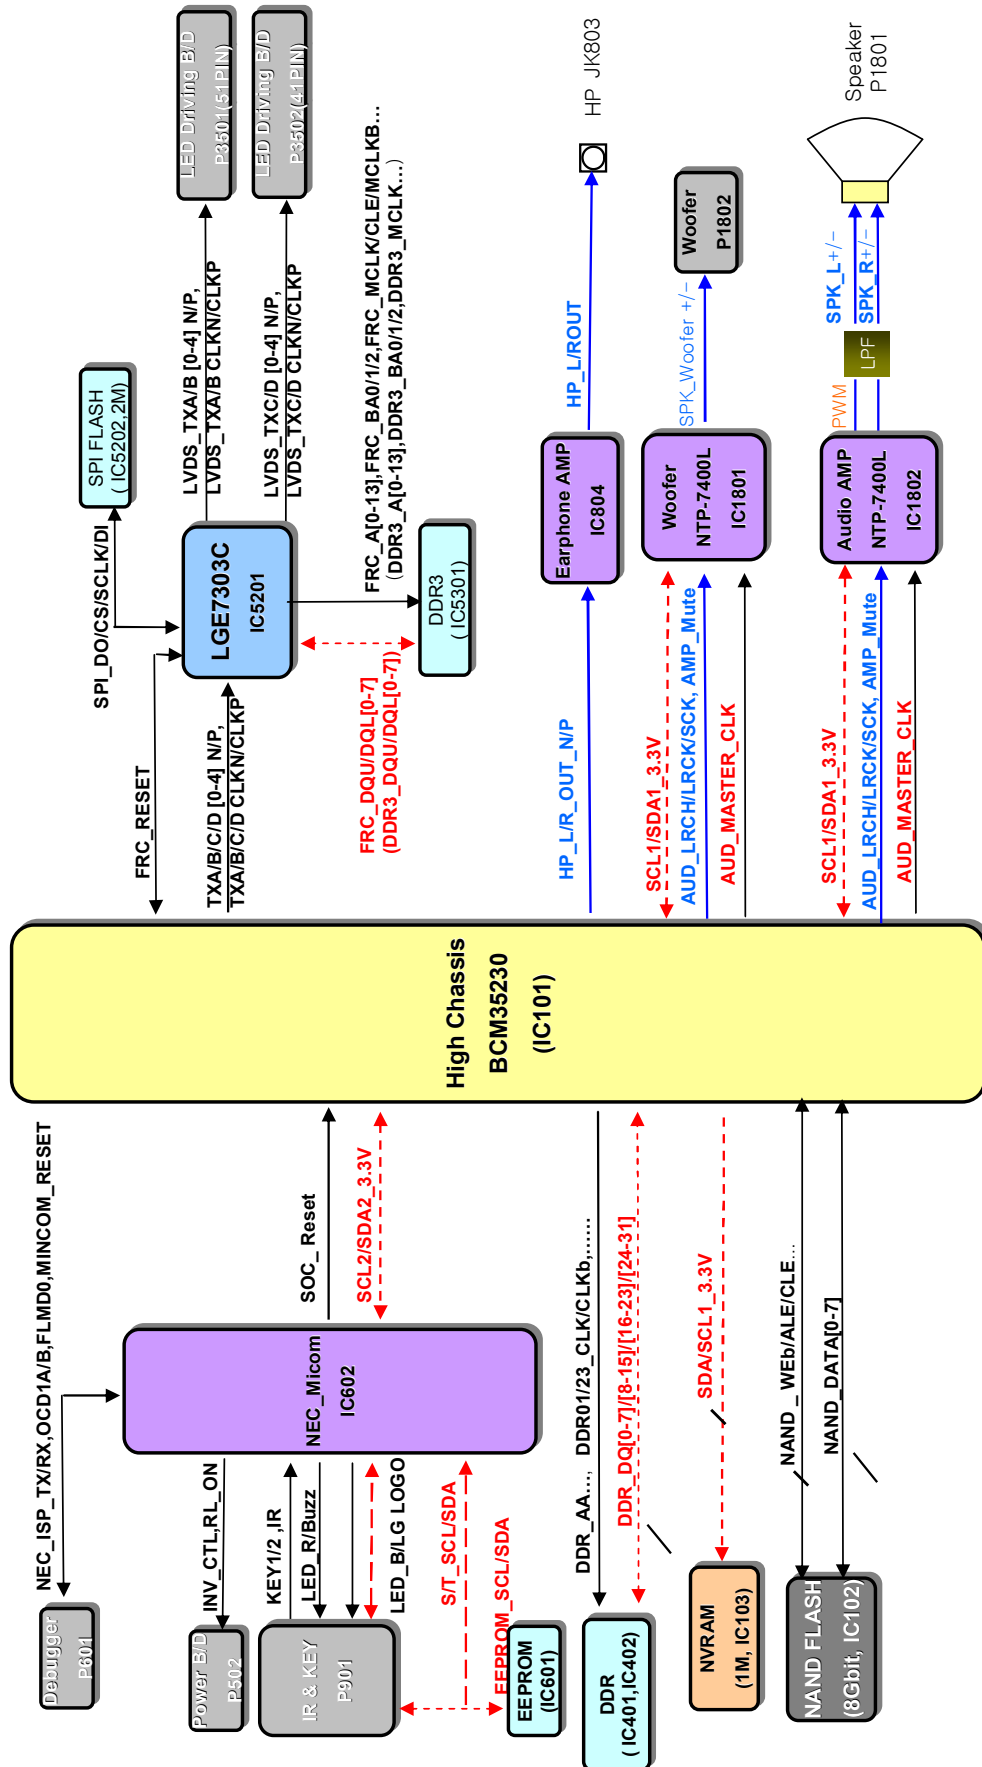 NEC_ISP_TX/RX,OCD1A/B,FLMD0,MINCOM_RESET
Debugger
P601
Power B/D
P502
INV_CTL,RL_ON
IR & KEY
P901
KEY1/2 ,IR
LED_R/Buzz
LED_B/LG LOGO
S/T_SCL/SDA
EEPROM_SCL/SDA
EEPROM
(IC601)
NEC_Micom
IC602
SOC_ Reset
SCL2/SDA2_3.3V
DDR
( IC401,IC402)
DDR_AA…, DDR01/23_CLK/CLKb,……
DDR_DQ[0-7]/[8-15]/[16-23]/[24-31]
NVRAM
(1M, IC103)
SDA/SCL1_3.3V
NAND FLASH
(8Gbit, IC102)
NAND_ WEb/ALE/CLE…
NAND_DATA[0-7]
High Chassis
BCM35230
(IC101)
FRC_RESET
TXA/B/C/D [0-4] N/P,
TXA/B/C/D CLKN/CLKP
SPI_DO/CS/SCLK/DI
SPI FLASH
( IC5202,2M)
LGE7303C
IC5201
LVDS_TXA/B [0-4] N/P,
LVDS_TXA/B CLKN/CLKP
LED Driving B/D
P3501(51PIN)
LVDS_TXC/D [0-4] N/P,
LVDS_TXC/D CLKN/CLKP
LED Driving B/D
P3502(41PIN)
FRC_DQU/DQL[0-7]
(DDR3_DQU/DQL[0-7])
DDR3
( IC5301)
FRC_A[0-13],FRC_BA0/1/2,FRC_MCLK/CLE/MCLKB…
(DDR3_A[0-13],DDR3_BA0/1/2,DDR3_MCLK…)
HP_L/R_OUT_N/P
Earphone AMP
IC804
HP_L/ROUT
HP JK803
SCL1/SDA1_3.3V
AUD_LRCH/LRCK/SCK, AMP_Mute
AUD_MASTER_CLK
Woofer
NTP-7400L
IC1801
SPK_Woofer +/−
Woofer
P1802
SCL1/SDA1_3.3V
AUD_LRCH/LRCK/SCK, AMP_Mute
AUD_MASTER_CLK
Audio AMP
NTP-7400L
IC1802
PWM
LPF
SPK_L+/−
SPK_R+/−
Speaker
P1801